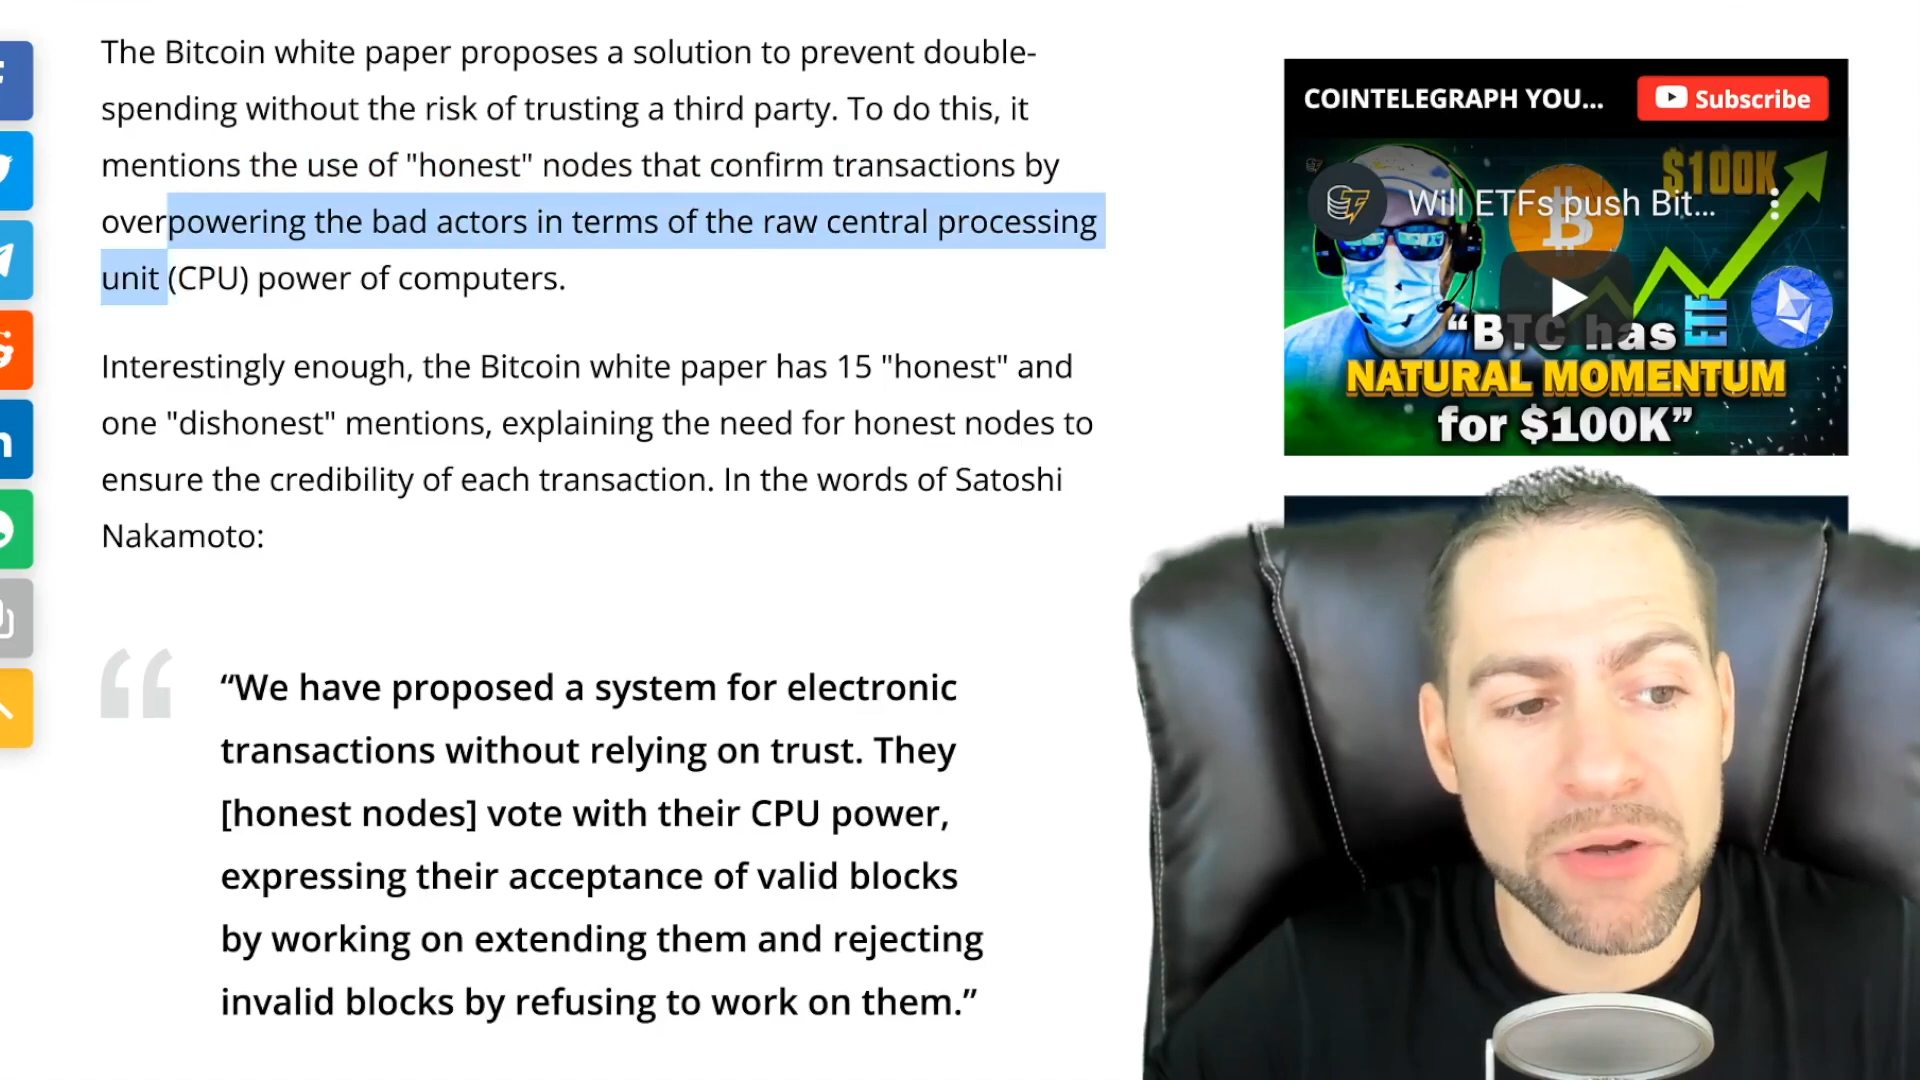 The Bitcoin white paper proposes a solution to prevent double-
spending without the risk of trusting a third party. To do this, it
mentions the use of "honest" nodes that confirm transactions by
overpowering the bad actors in terms of the raw central processing
unit (CPU) power of computers.
Interestingly enough, the Bitcoin white paper has 15 "honest" and
one "dishonest" mentions, explaining the need for honest nodes to
ensure the credibility of each transaction. In the words of Satoshi
Nakamoto:
“We have proposed a system for electronic
transactions without relying on trust. They
[honest nodes] vote with their CPU power,
expressing their acceptance of valid blocks
by working on extending them and rejecting
invalid blocks by refusing to work on them.”
COINTELEGRAPH YOU...
Subscribe
$100K
Will ETFs push Bit...
ETF
“BTC has
NATURAL MOMENTUM
for $100K”